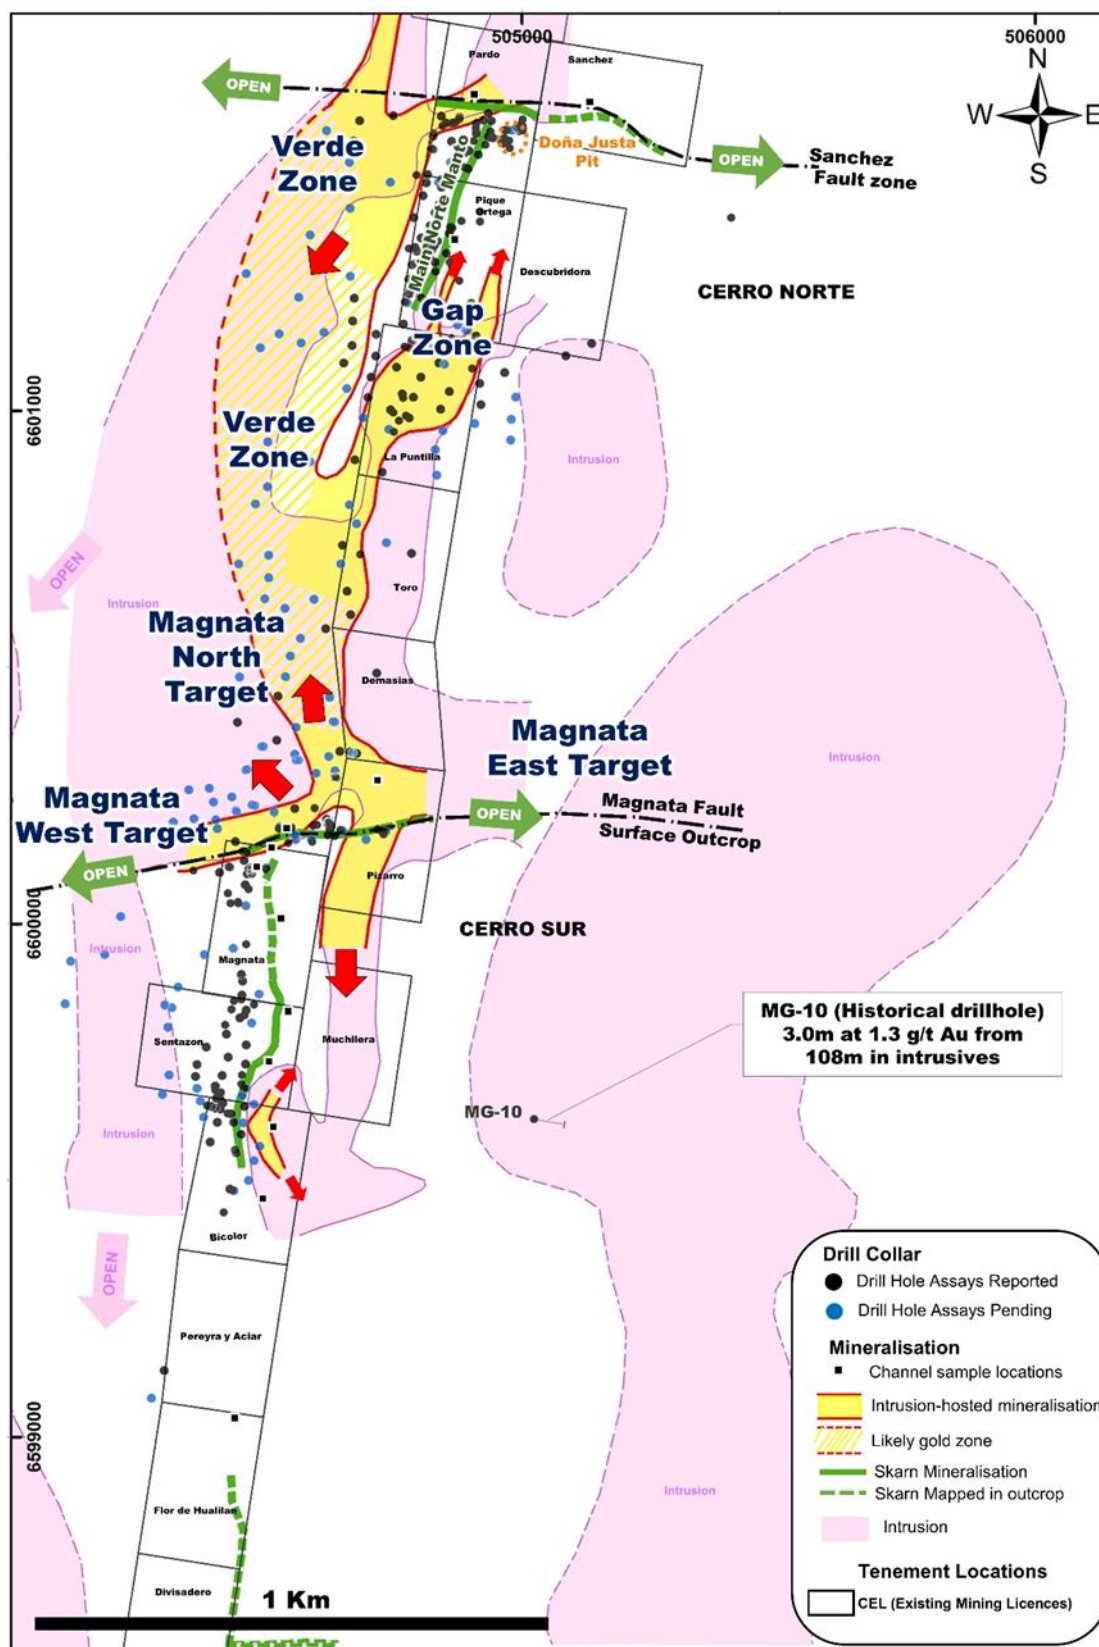 505000
506000
N
W
E
S
Pardo
Sanchez
OPEN
OPEN
Sanchez
Fault zone
Doña Justa
Pit
Verde
Zone
Main Norte Manto
Pique
Ortega
Descubridora
CERRO NORTE
Gap
Zone
6601000
Verde
Zone
La Puntilla
Intrusion
OPEN
Intrusion
Toro
Magnata
North
Target
Demasias
Magnata
East Target
Intrusion
Magnata
West Target
OPEN
Magnata Fault
Surface Outcrop
OPEN
Pizarro
6600000
CERRO SUR
Intrusion
Magnata
MG-10 (Historical drillhole)
3.0m at 1.3 g/t Au from
108m in intrusives
Sentazon
Muchilera
MG-10
Intrusion
Bicolor
OPEN
Pereyra y Aciar
6599000
Flor de Hualilan
Intrusion
Divisadero
1 Km
Drill Collar
Drill Hole Assays Reported
Drill Hole Assays Pending
Mineralisation
Channel sample locations
Intrusion-hosted mineralisation
Likely gold zone
Skarn Mineralisation
Skarn Mapped in outcrop
Intrusion
Tenement Locations
CEL (Existing Mining Licences)